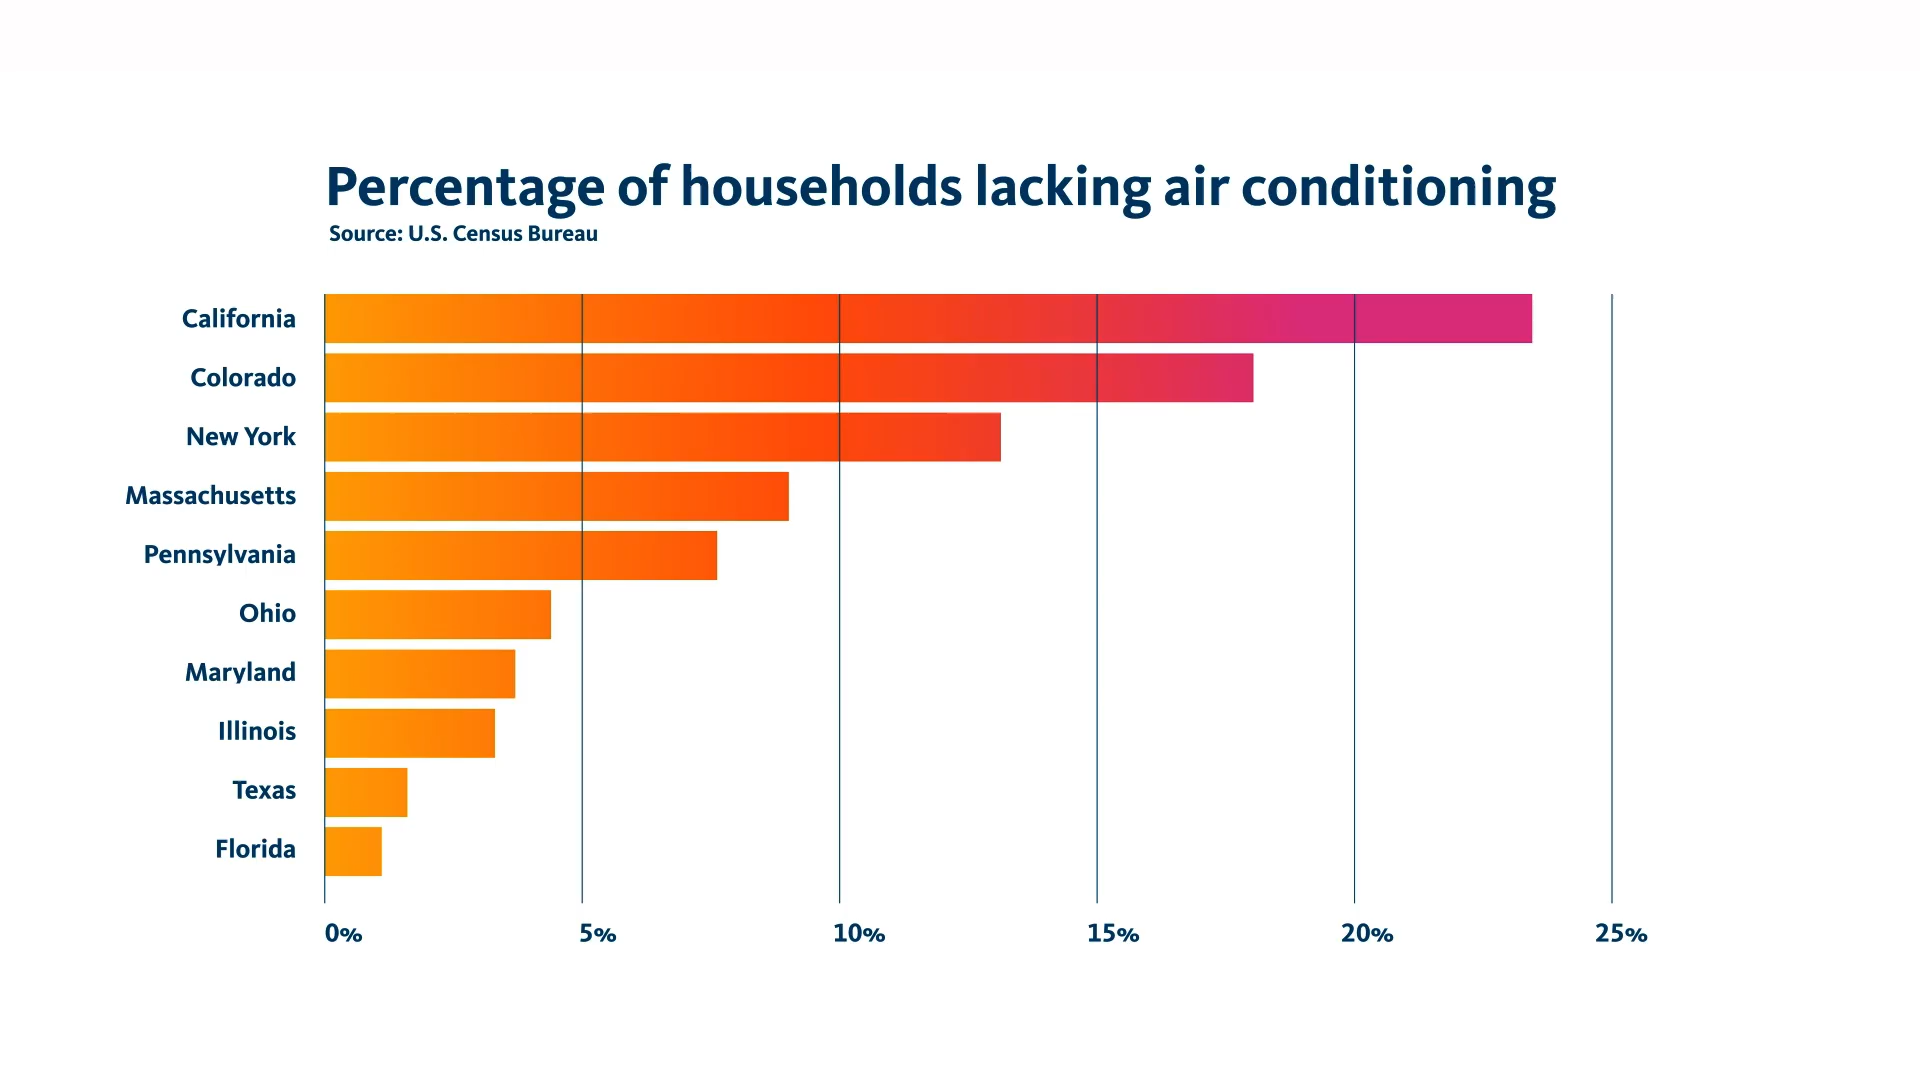 Percentage of households lacking air conditioning
Source: U.S. Census Bureau
California
Colorado
New York
Massachusetts
Pennsylvania
Ohio
Maryland
Illinois
Texas
Florida
0% 5% 10% 15% 20% 25%